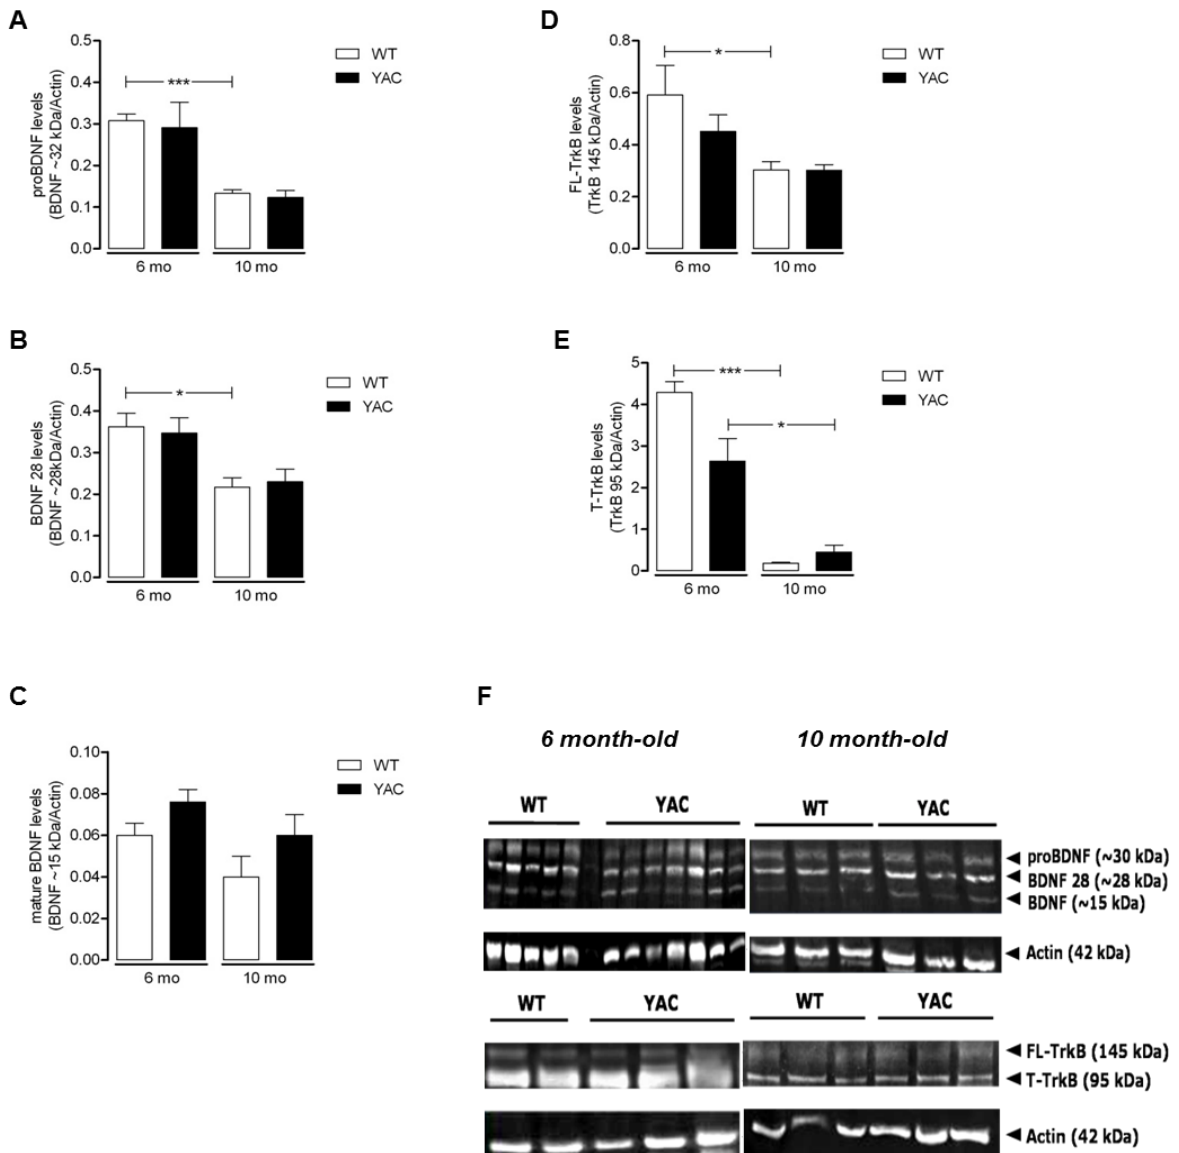 A
proBDNF levels
(BDNF ~32 kDa/Actin)
0.5
0.4
0.3
0.2
0.1
0.0
***
WT
YAC
6 mo
10 mo
D
FL-TrkB levels
(TrkB 145 kDa/Actin)
0.8
0.6
0.4
0.2
0.0
*
WT
YAC
6 mo
10 mo
B
BDNF 28 levels
(BDNF ~28kDa/Actin)
0.5
0.4
0.3
0.2
0.1
0.0
*
WT
YAC
6 mo
10 mo
E
T-TrkB levels
(TrkB 95 kDa/Actin)
5
4
3
2
1
0
***
*
WT
YAC
6 mo
10 mo
C
mature BDNF levels
(BDNF ~15 kDa/Actin)
0.10
0.08
0.06
0.04
0.02
0.00
WT
YAC
6 mo
10 mo
F
6 month-old
10 month-old
WT
YAC
WT
YAC
proBDNF (~30 kDa)
BDNF 28 (~28 kDa)
BDNF (~15 kDa)
Actin (42 kDa)
WT
YAC
WT
YAC
FL-TrkB (145 kDa)
T-TrkB (95 kDa)
Actin (42 kDa)